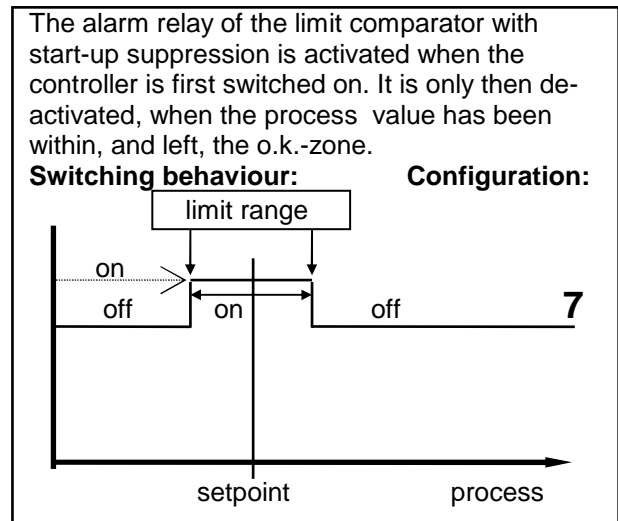 The alarm relay of the limit comparator with
start-up suppression is activated when the
controller is first switched on. It is only then de-
activated, when the process value has been
within, and left, the o.k.-zone.
Switching behaviour: Configuration:
limit range
on
off on off 7
setpoint process